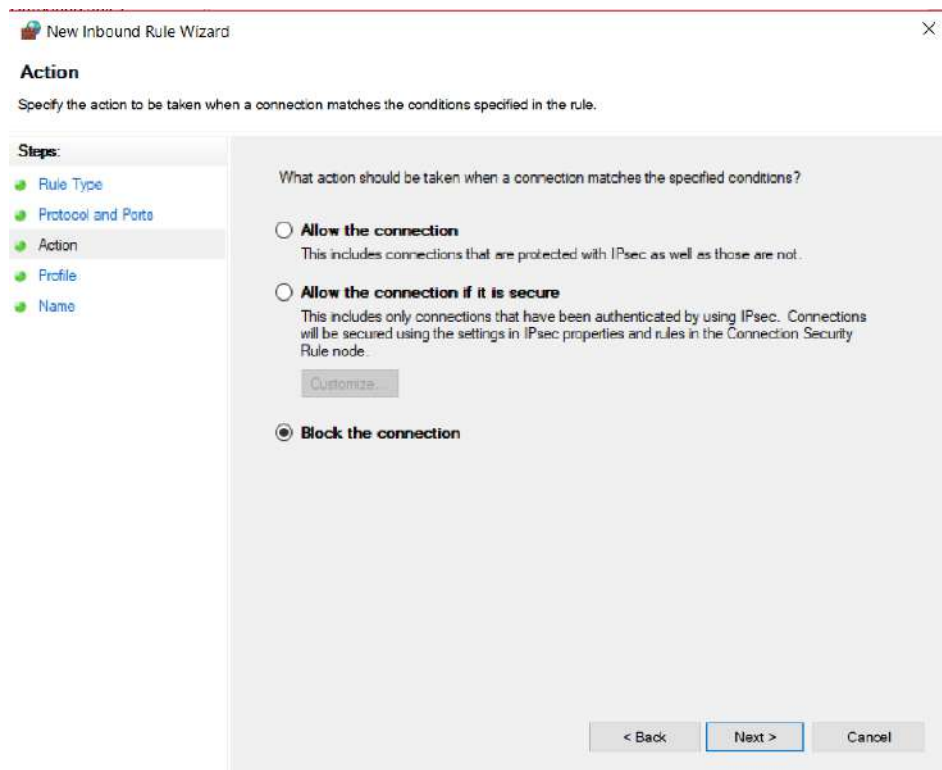 New Inbound Rule Wizard
Action
Specify the action to be taken when a connection matches the conditions specified in the rule.
Steps:
Rule Type
Protocol and Ports
Action
Profile
Name
What action should be taken when a connection matches the specified conditions?
Allow the connection
This includes connections that are protected with IPsec as well as those are not.
Allow the connection if it is secure
This includes only connections that have been authenticated by using IPsec. Connections
will be secured using the settings in IPsec properties and rules in the Connection Security
Rule node.
Customize...
Block the connection
< Back
Next >
Cancel